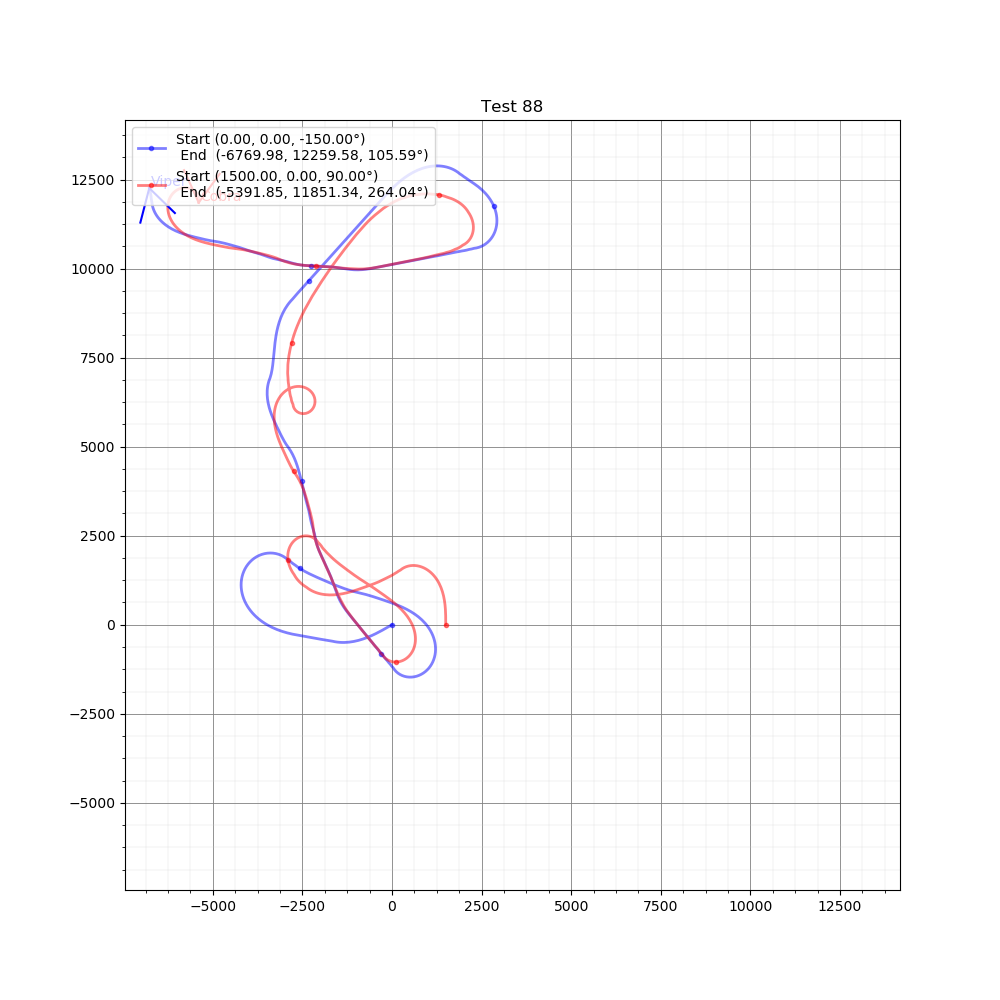 Test 88
Start (0.00, 0.00, -150.00°)
End (-6769.98, 12259.58, 105.59°)
Start (1500.00, 0.00, 90.00°)
End (-5391.85, 11851.34, 264.04°)
Viper
12500
10000
7500
5000
2500
0
−2500
−5000
−5000 −2500 0 2500 5000 7500 10000 12500